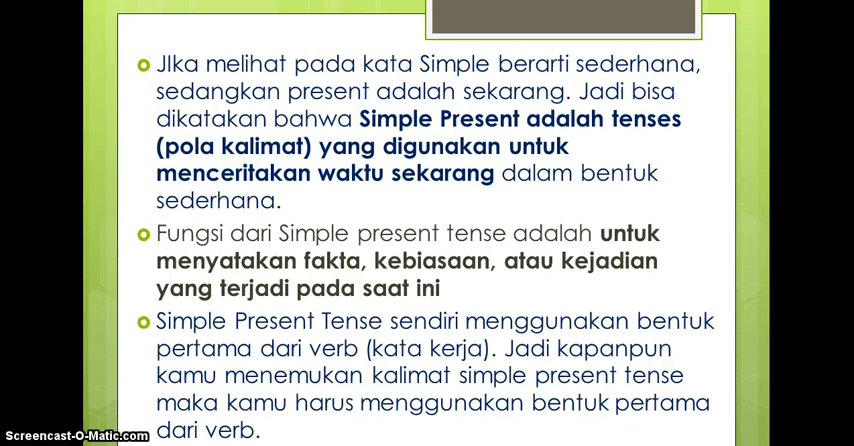 JIka melihat pada kata Simple berarti sederhana,
sedangkan present adalah sekarang. Jadi bisa
dikatakan bahwa Simple Present adalah tenses
(pola kalimat) yang digunakan untuk
menceritakan waktu sekarang dalam bentuk
sederhana.
Fungsi dari Simple present tense adalah untuk
menyatakan fakta, kebiasaan, atau kejadian
yang terjadi pada saat ini
Simple Present Tense sendiri menggunakan bentuk
pertama dari verb (kata kerja). Jadi kapanpun
kamu menemukan kalimat simple present tense
maka kamu harus menggunakan bentuk pertama
dari verb.
Screencast-O-Matic.com